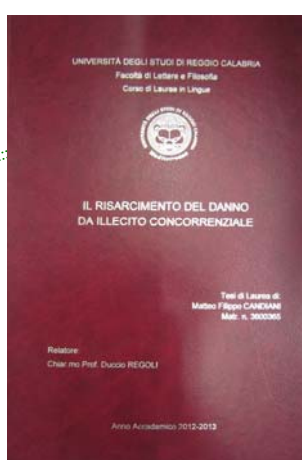 UNIVERSITÀ DEGLI STUDI DI REGGIO CALABRIA
Facoltà di Lettere e Filosofia
Corso di Laurea in Lingue
IL RISARCIMENTO DEL DANNO
DA ILLECITO CONCORRENZIALE
Tesi di Laurea di:
Matteo Filippo CANDIANI
Matr. n. 3600365
Relatore:
Chiar.mo Prof. Duccio REGOLI
Anno Accademico 2012-2013